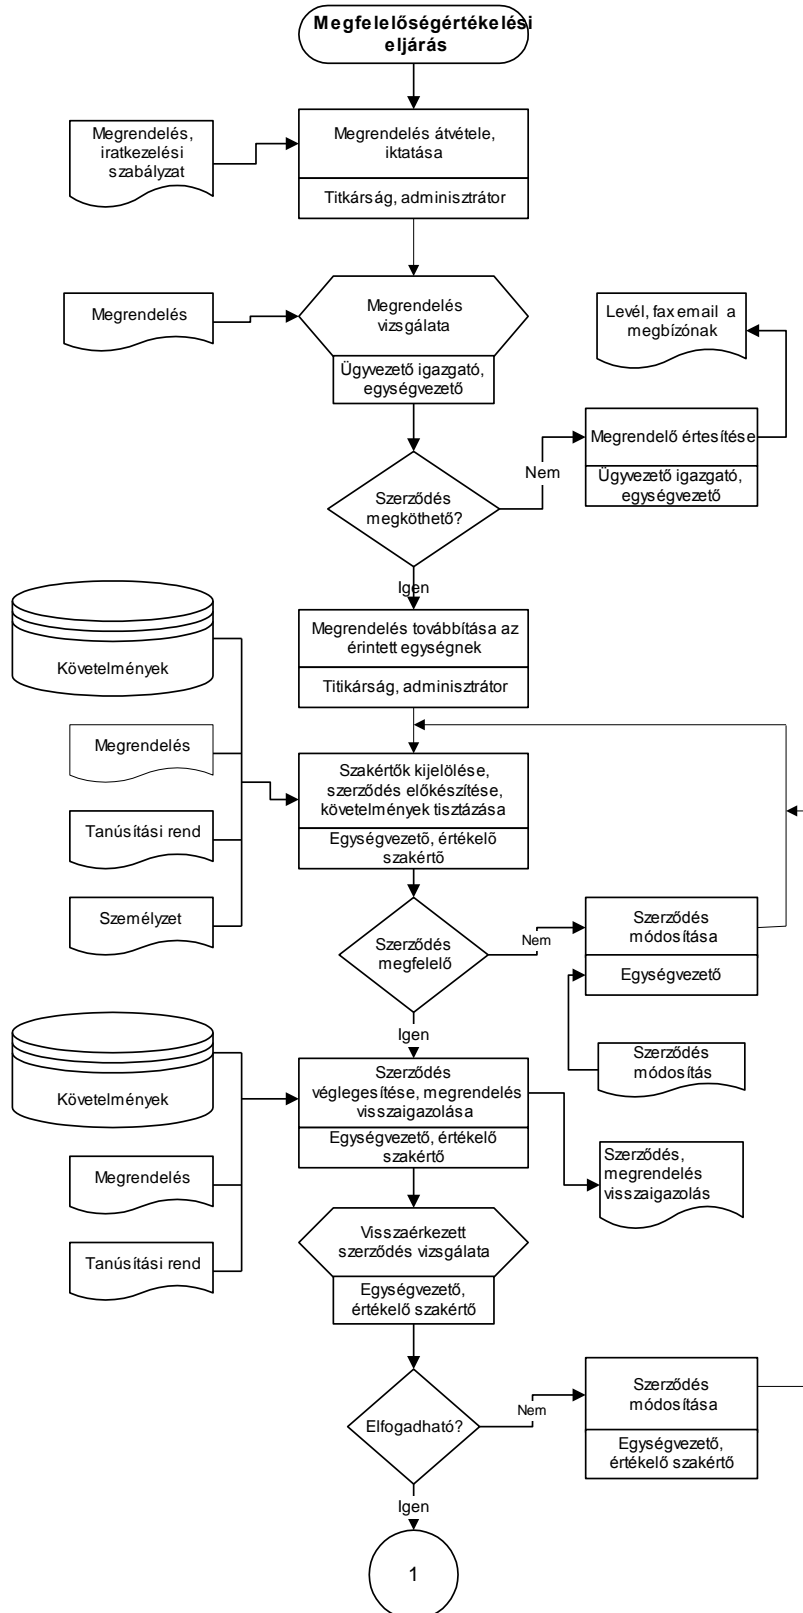 Megfelelőségértékelési
eljárás
Megrendelés,
iratkezelési
szabályzat
Megrendelés átvétele,
iktatása
Titkárság, adminisztrátor
Megrendelés
Megrendelés
vizsgálata
Ügyvezető igazgató,
egységvezető
Levél, fax email a
megbízónak
Megrendelő értesítése
Ügyvezető igazgató,
egységvezető
Nem
Szerződés
megköthető?
Igen
Megrendelés továbbítása az
érintett egységnek
Titikárság, adminisztrátor
Követelmények
Megrendelés
Tanúsítási rend
Személyzet
Szakértők kijelölése,
szerződés előkészítése,
követelmények tisztázása
Egységvezető, értékelő
szakértõ
Szerződés
megfelelő
Nem
Szerződés
módosítása
Egységvezető
Szerződés
módosítás
Igen
Követelmények
Megrendelés
Tanúsítási rend
Szerződés
véglegesítése, megrendelés
visszaigazolása
Egységvezető, értékelő
szakértő
Szerződés,
megrendelés
visszaigazolás
Visszaérkezett
szerződés vizsgálata
Egységvezető,
értékelő szakértő
Elfogadható?
Nem
Szerződés
módosítása
Egységvezető,
értékelő szakértő
Igen
1